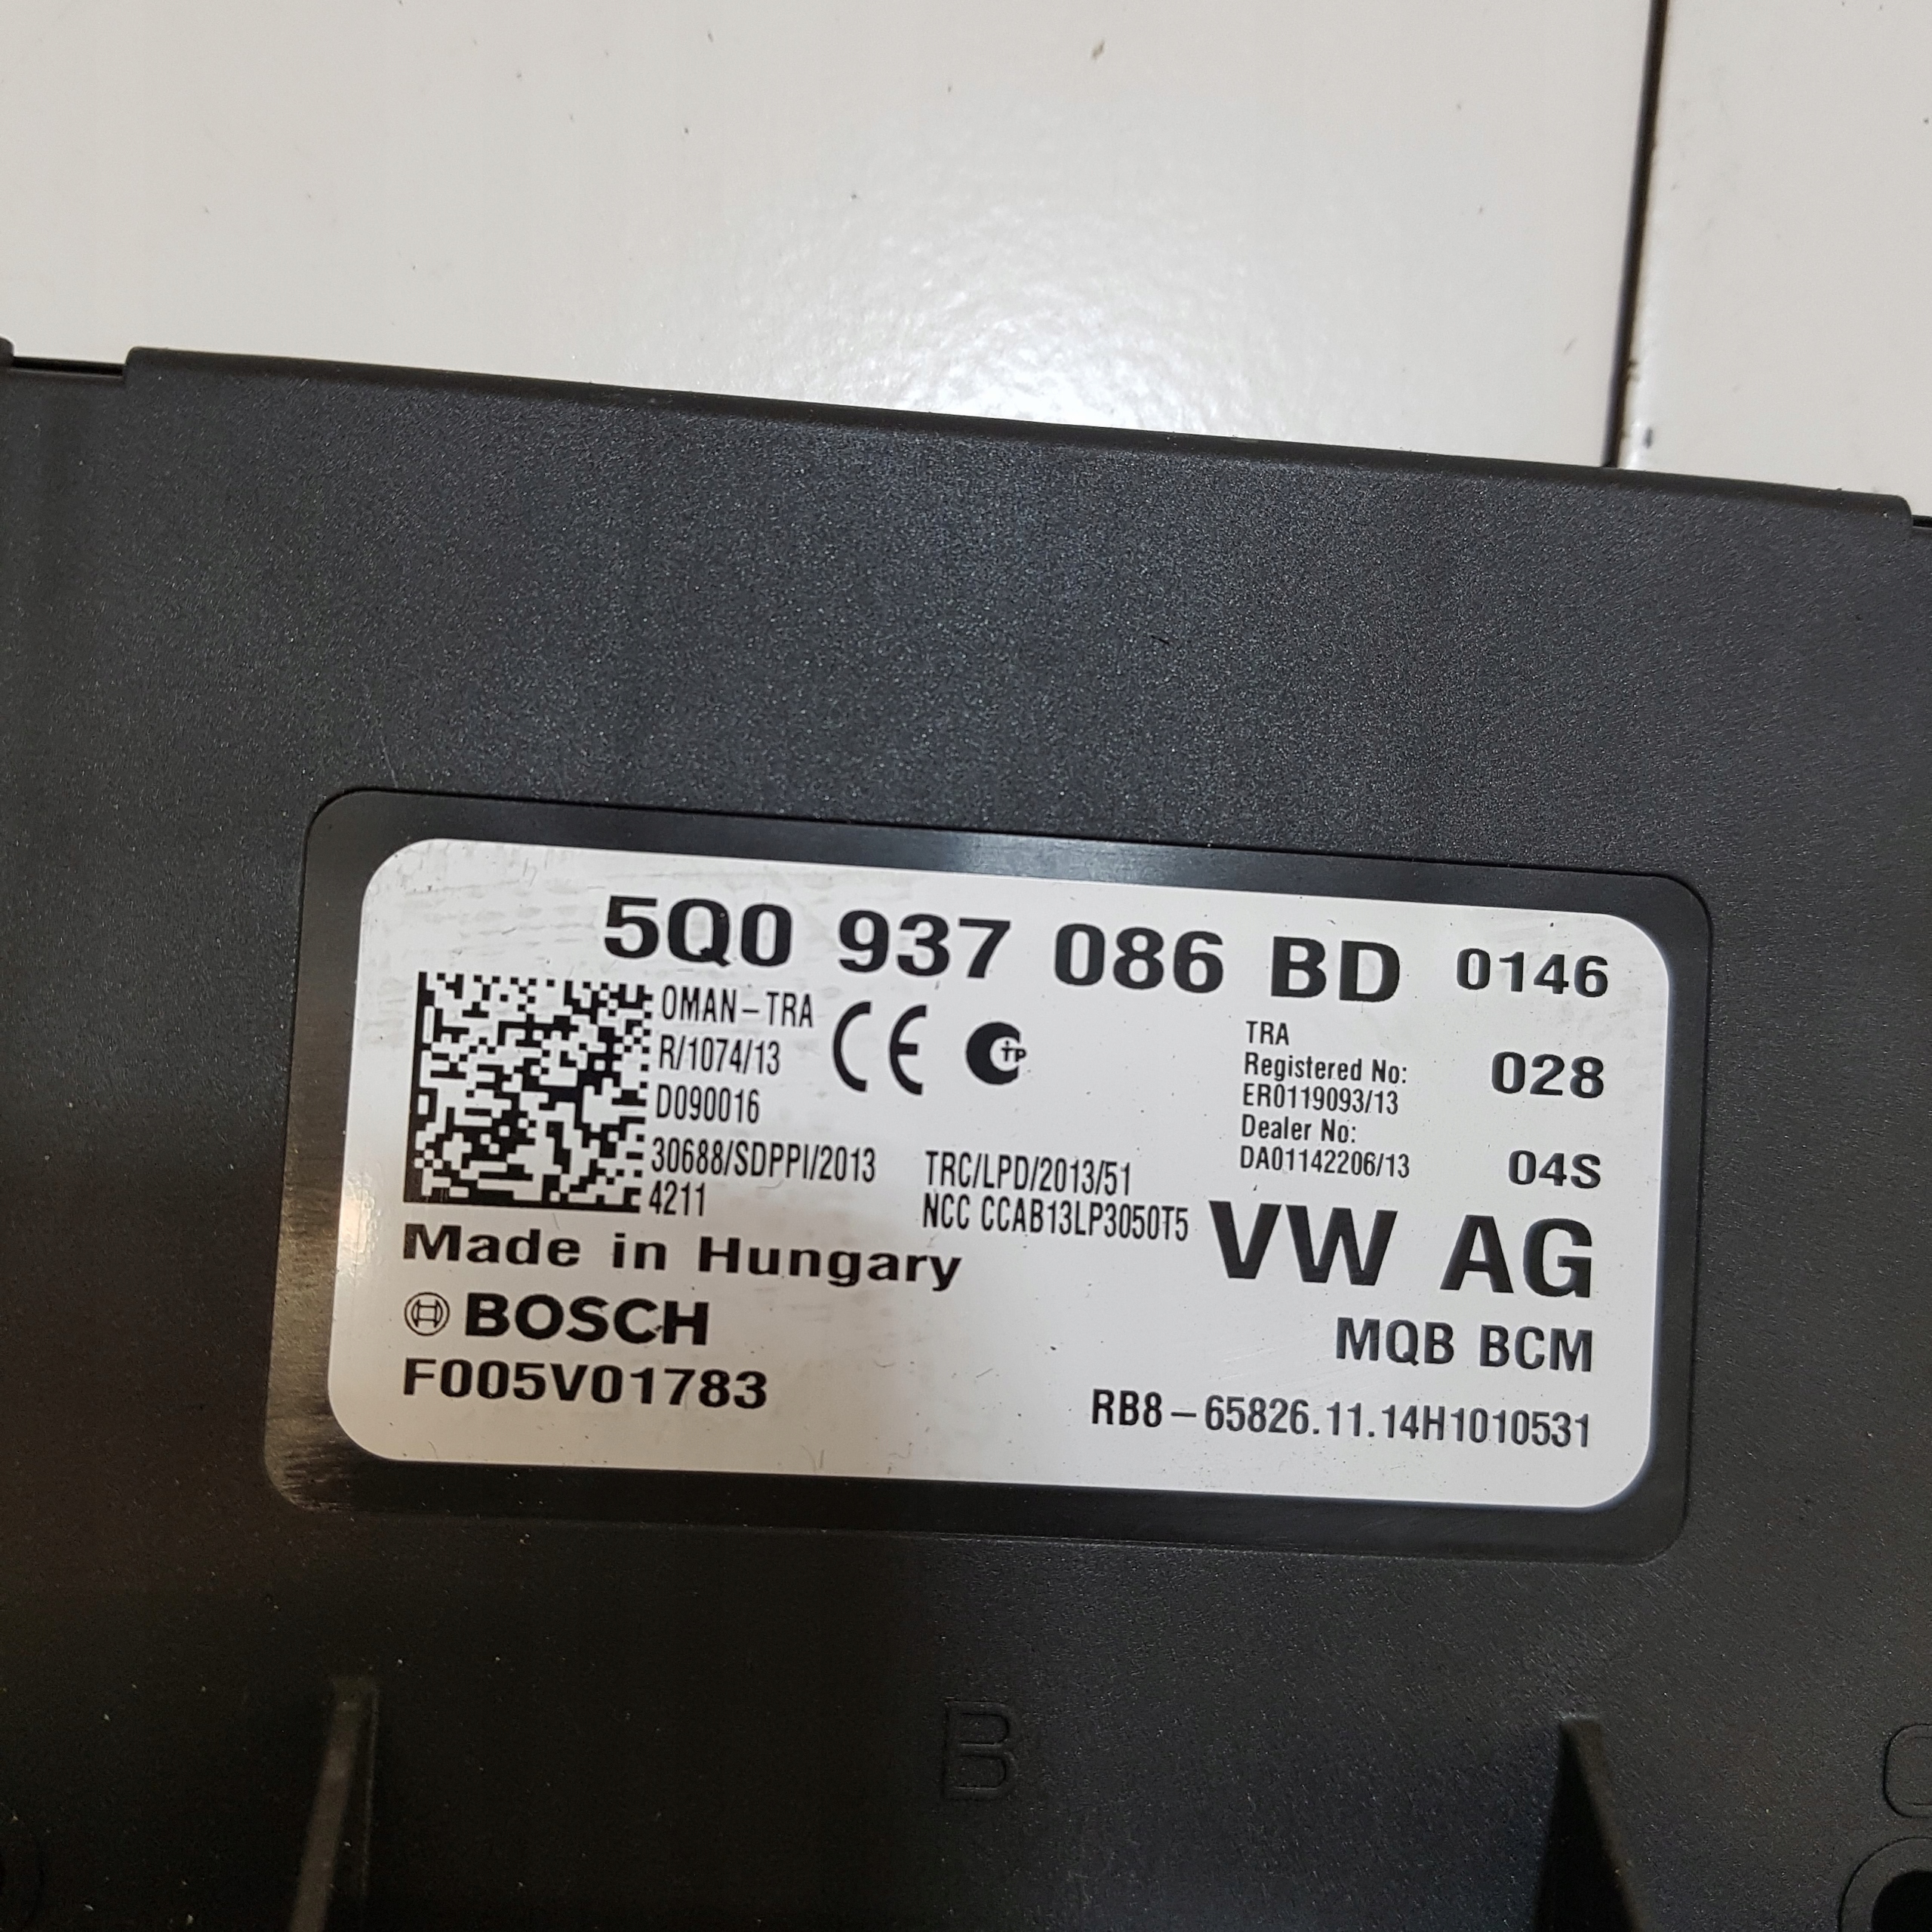 5Q0 937 086 BD 0146
OMAN-TRA
R/1074/13
D090016
30688/SDPPI/2013
4211
CE TP
TRC/LPD/2013/51
NCC CCAB13LP3050T5
TRA
Registered No:
ER0119093/13
Dealer No:
DA01142206/13
028
04S
VW AG
MQB BCM
Made in Hungary
BOSCH
F005V01783
RB8-65826.11.14H1010531
B